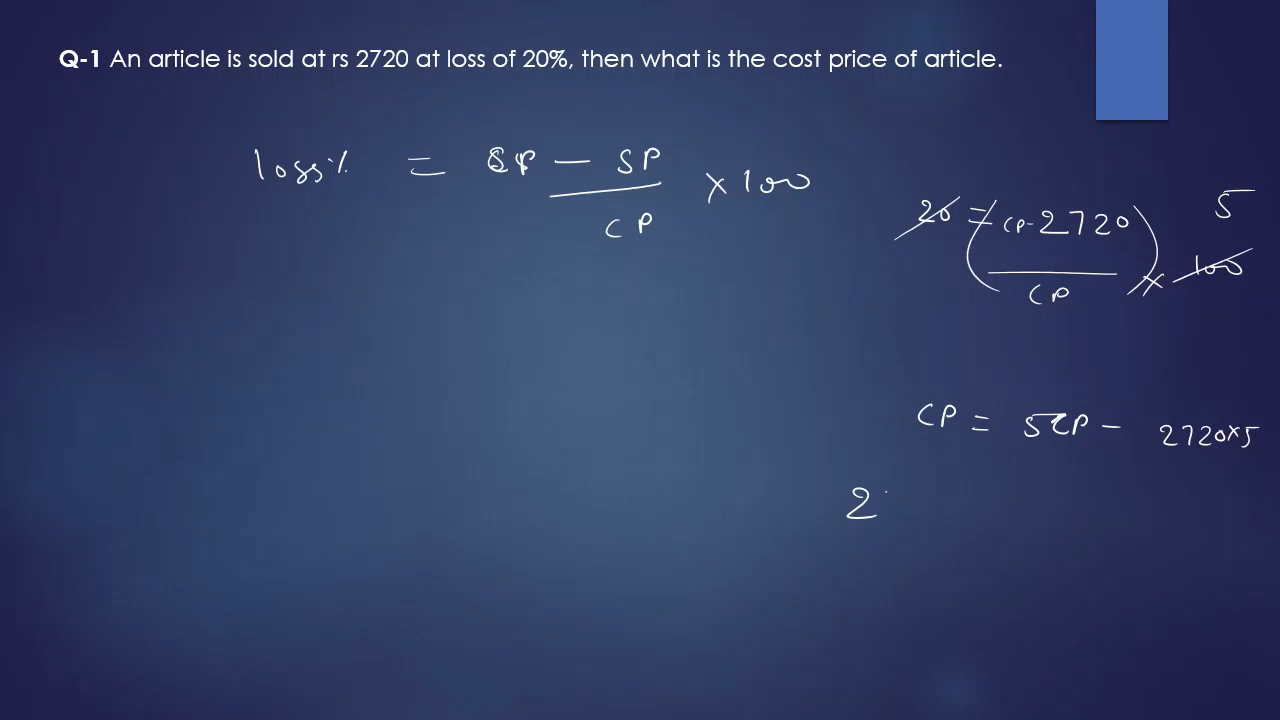 Q-1 An article is sold at rs 2720 at loss of 20%, then what is the cost price of article.
loss% = CP — SP
CP
× 100
20 = (CP - 2720
CP
) × 100
5
CP = 5CP - 2720×5
2